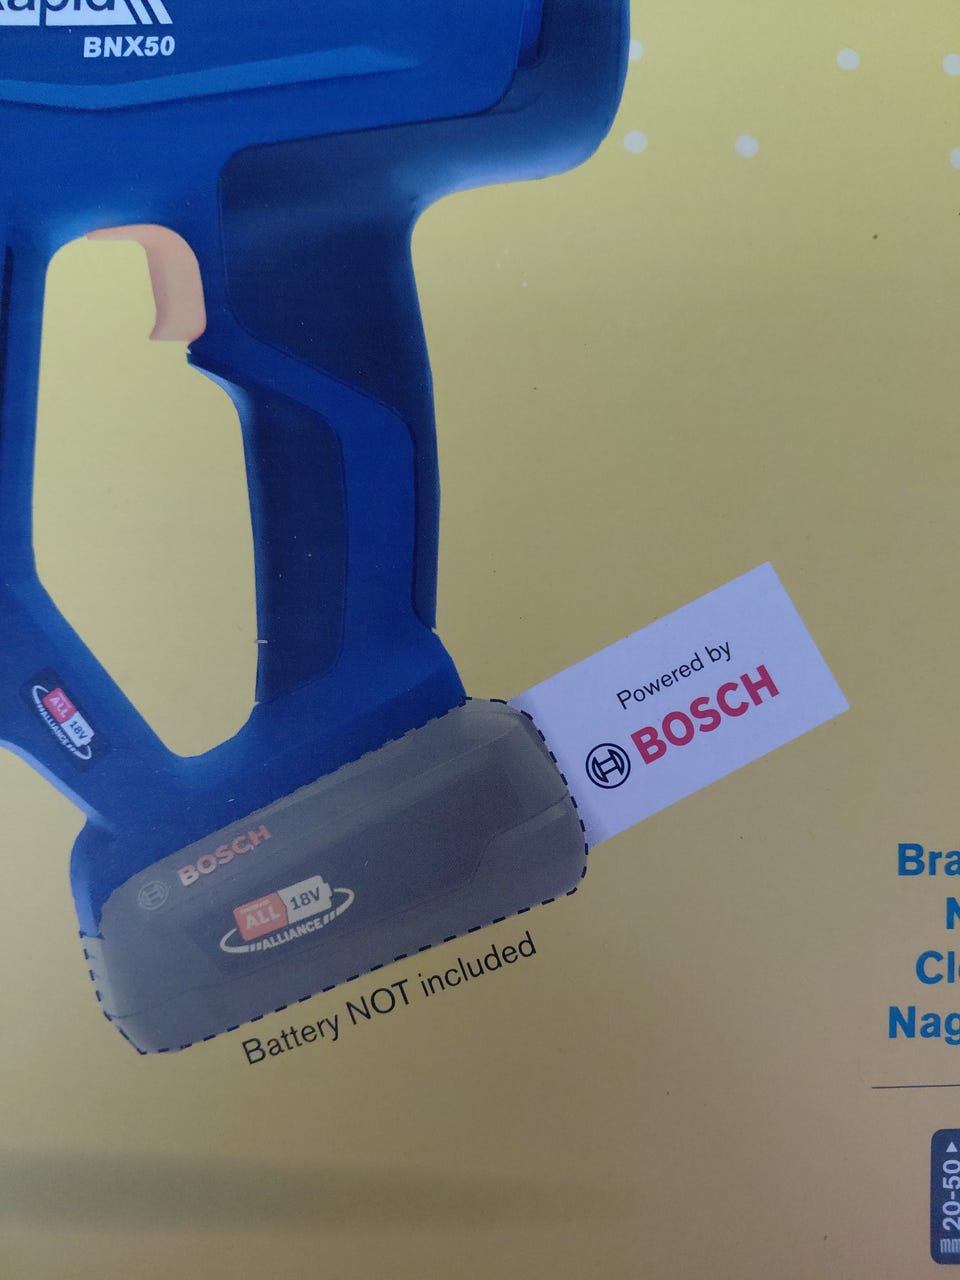 Rapid
BNX50
ALL
18V
ALLIANCE
Powered by
BOSCH
BOSCH
ALL
18V
ALLIANCE
Battery NOT included
Bra
N
Cl
Nag
20-50
mm